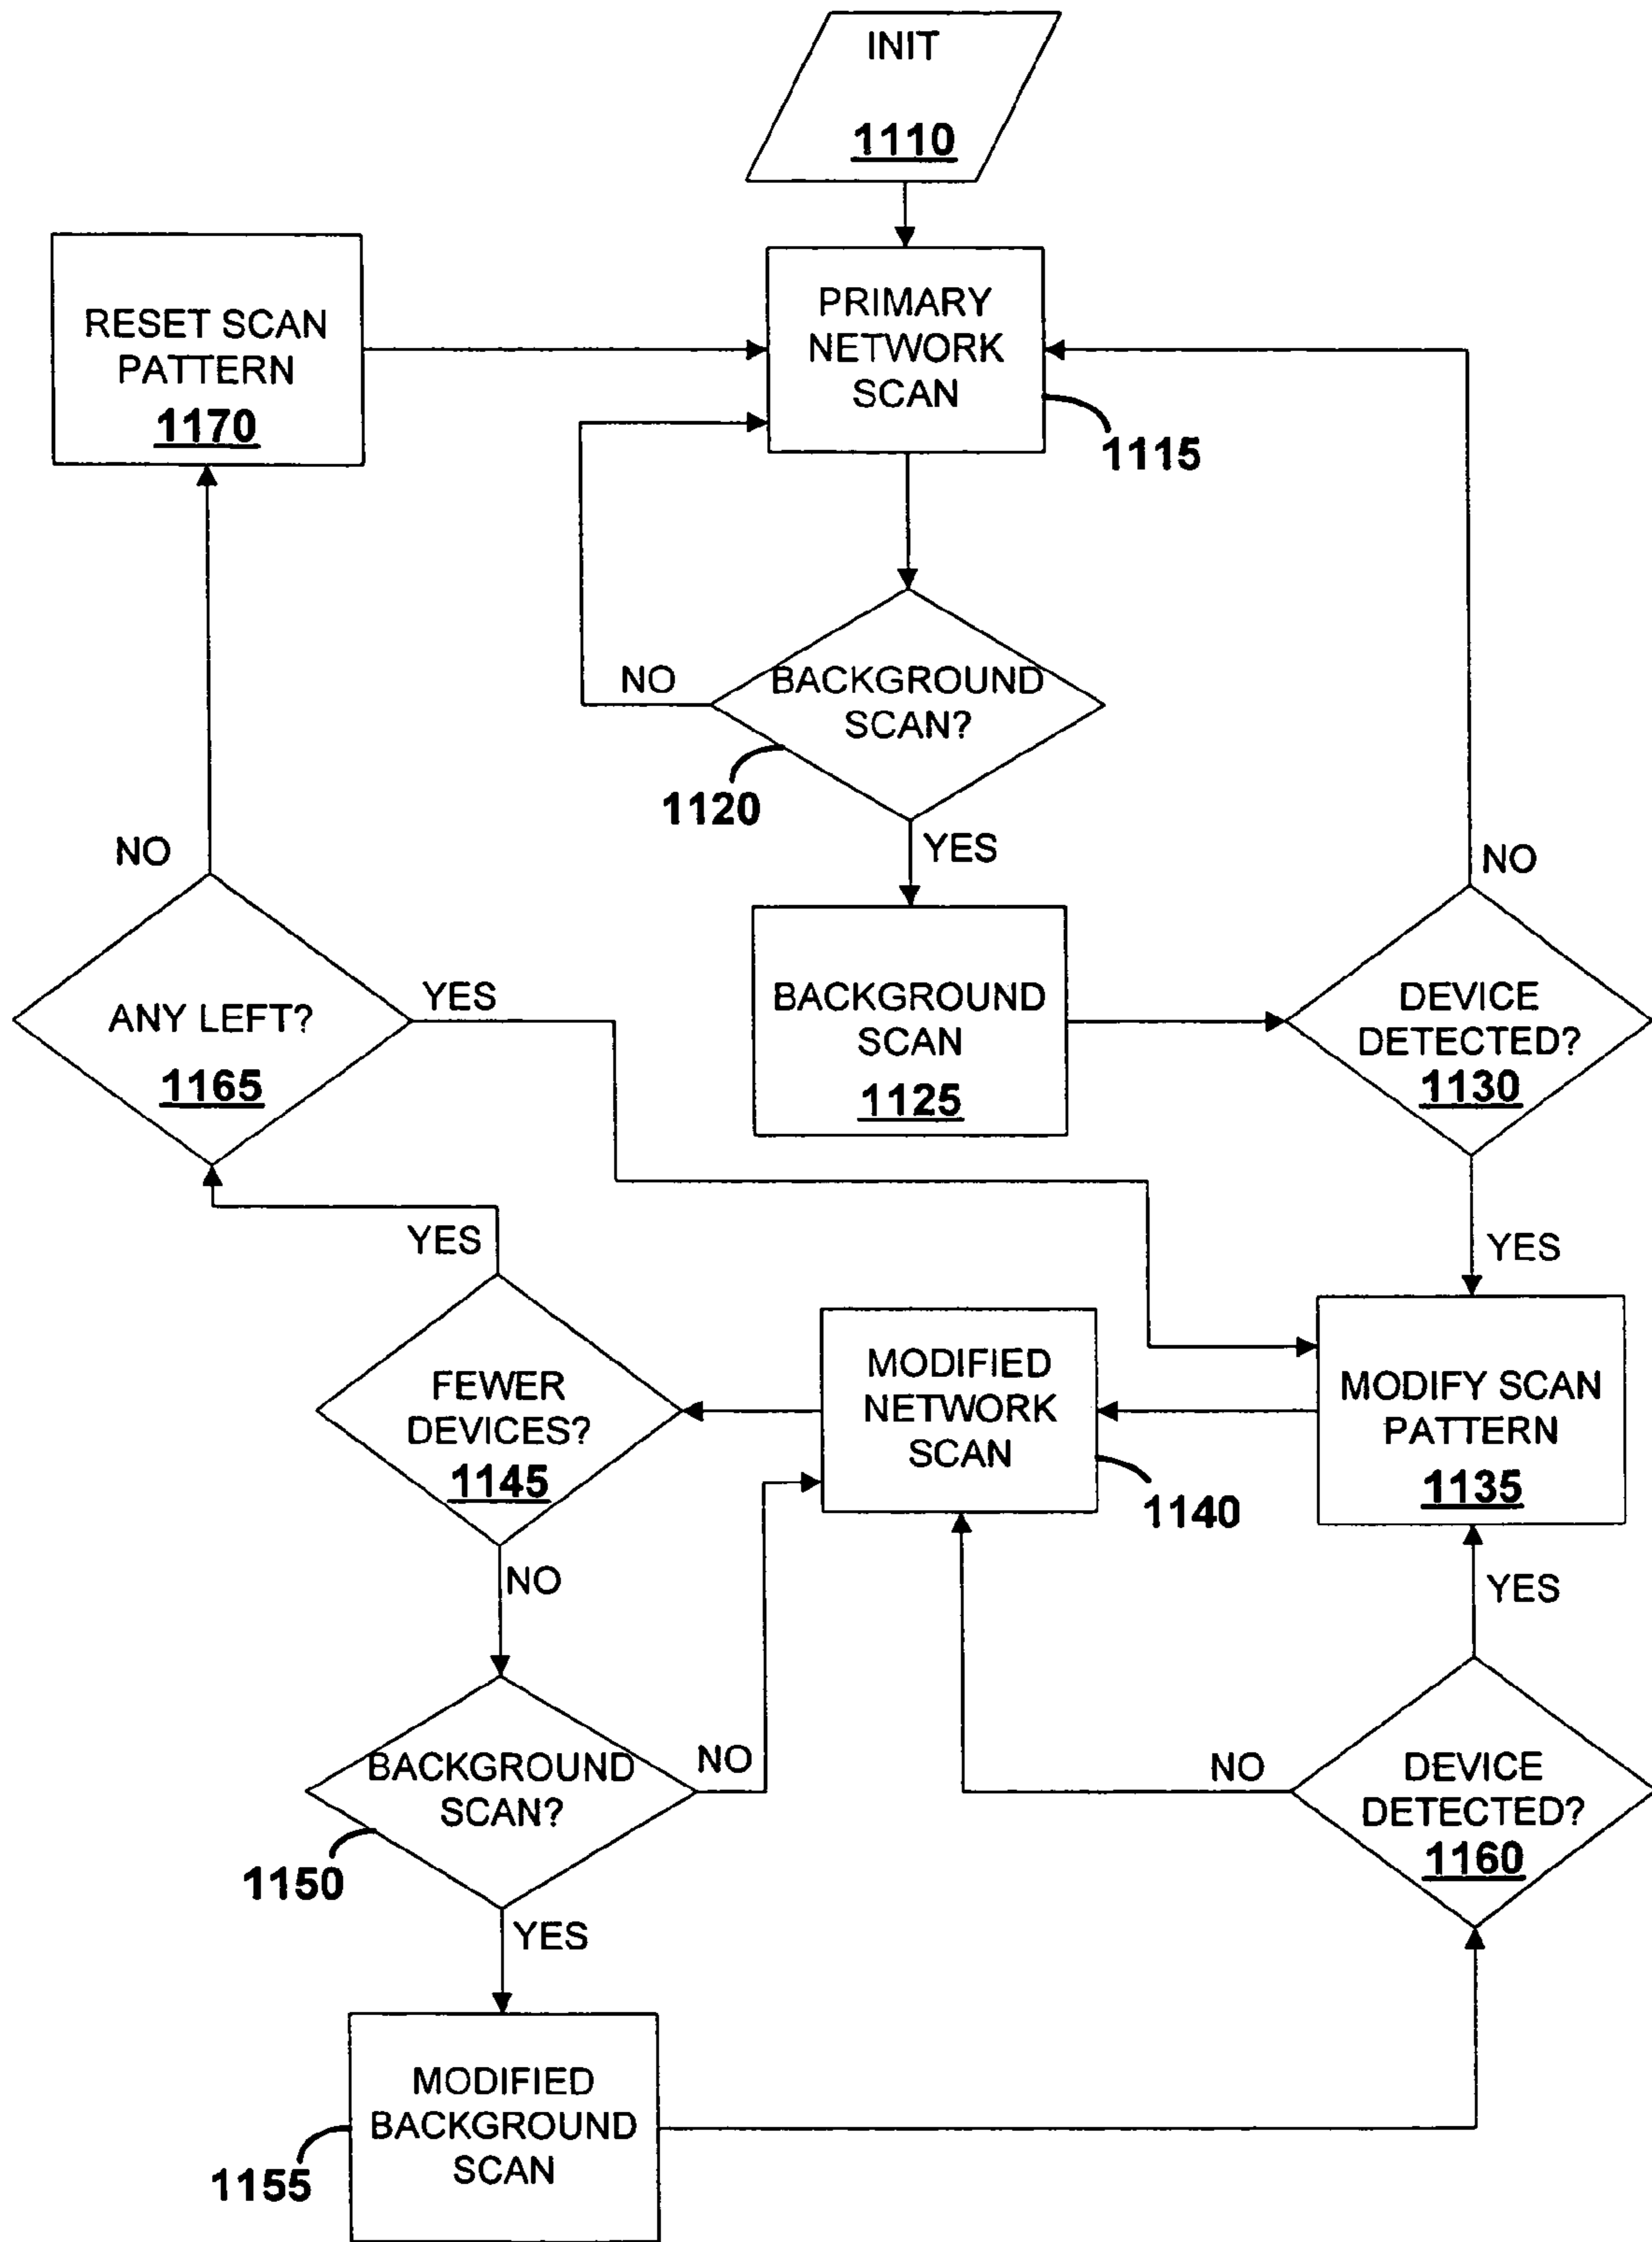 INIT
1110
RESET SCAN
PATTERN
1170
PRIMARY
NETWORK
SCAN
1115
NO
BACKGROUND
SCAN?
1120
YES
NO
NO
ANY LEFT?
1165
YES
BACKGROUND
SCAN
1125
DEVICE
DETECTED?
1130
YES
YES
FEWER
DEVICES?
1145
MODIFIED
NETWORK
SCAN
1140
MODIFY SCAN
PATTERN
1135
NO
YES
BACKGROUND
SCAN?
1150
NO
NO
DEVICE
DETECTED?
1160
YES
MODIFIED
BACKGROUND
SCAN
1155